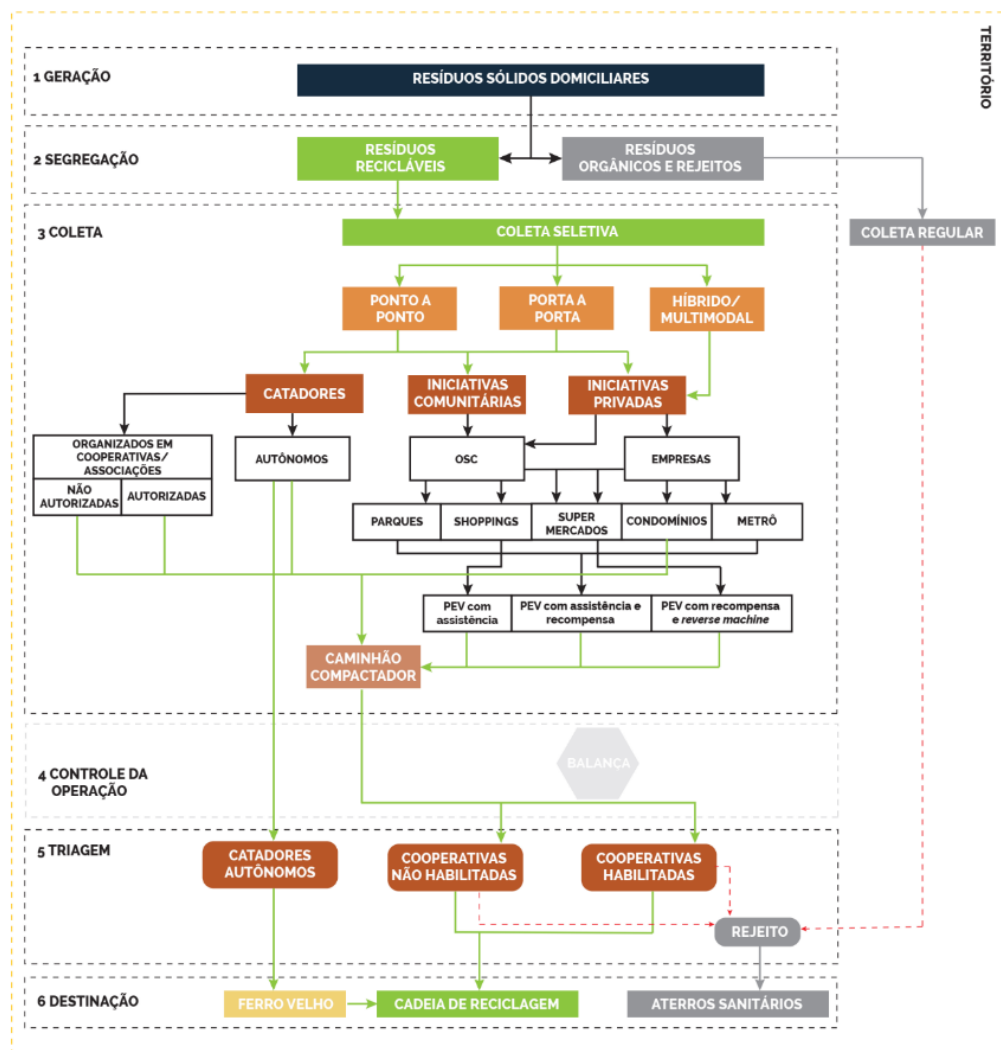 TERRITÓRIO
1 GERAÇÃO
RESÍDUOS SÓLIDOS DOMICILIARES
2 SEGREGAÇÃO
RESÍDUOS
RECICLÁVEIS
RESÍDUOS
ORGÂNICOS E REJEITOS
3 COLETA
COLETA SELETIVA
COLETA REGULAR
PONTO A
PONTO
PORTA A
PORTA
HÍBRIDO/
MULTIMODAL
CATADORES
INICIATIVAS
COMUNITÁRIAS
INICIATIVAS
PRIVADAS
ORGANIZADOS EM
COOPERATIVAS/
ASSOCIAÇÕES
NÃO
AUTORIZADAS
AUTORIZADAS
AUTÔNOMOS
OSC
EMPRESAS
PARQUES
SHOPPINGS
SUPER
MERCADOS
CONDOMÍNIOS
METRÔ
PEV com
assistência
PEV com assistência e
recompensa
PEV com recompensa
e reverse machine
CAMINHÃO
COMPACTADOR
4 CONTROLE DA
OPERAÇÃO
BALANÇA
5 TRIAGEM
CATADORES
AUTÔNOMOS
COOPERATIVAS
NÃO HABILITADAS
COOPERATIVAS
HABILITADAS
REJEITO
6 DESTINAÇÃO
FERRO VELHO
CADEIA DE RECICLAGEM
ATERROS SANITÁRIOS